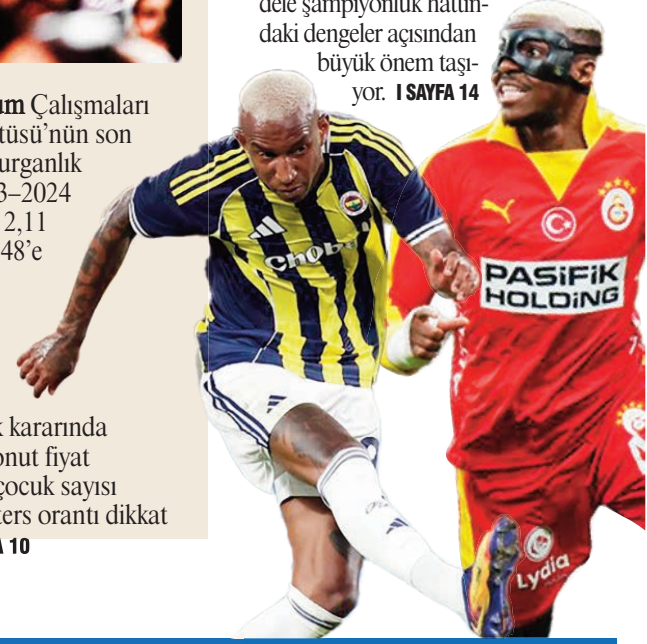 dele şampiyonluk hattın-
daki dengeler açısından
büyük önem taşı-
yor. I SAYFA 14
um Çalışmaları
tüsü’nün son
urganlık
3–2024
2,11
48’e
k kararında
onut fiyat
çocuk sayısı
ters orantı dikkat
A 10
Choba
PASiFiK
HOLDiNG
Lydia